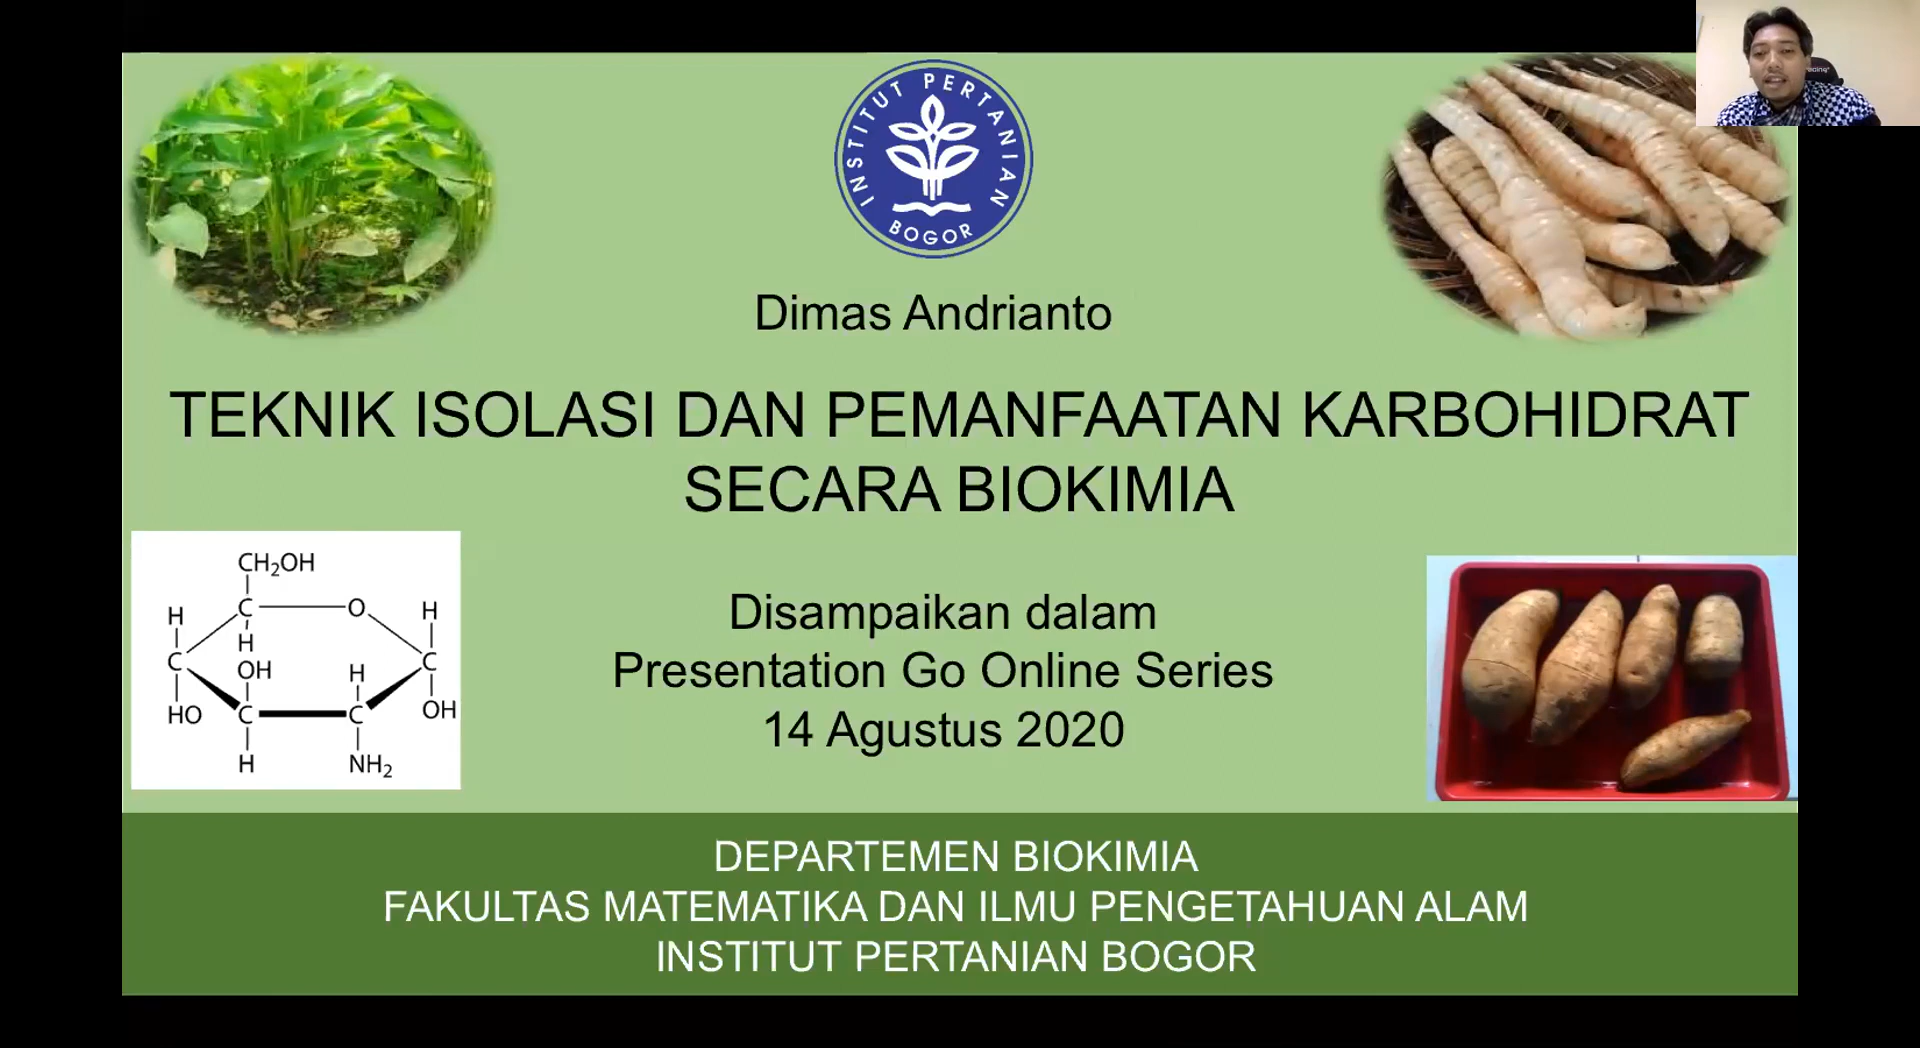 INSTITUT PERTANIAN
BOGOR
Dimas Andrianto
TEKNIK ISOLASI DAN PEMANFAATAN KARBOHIDRAT
SECARA BIOKIMIA
CH₂OH
H
C
O
H
H
C
OH
H
C
HO
C
C
OH
H
NH₂
Disampaikan dalam
Presentation Go Online Series
14 Agustus 2020
DEPARTEMEN BIOKIMIA
FAKULTAS MATEMATIKA DAN ILMU PENGETAHUAN ALAM
INSTITUT PERTANIAN BOGOR